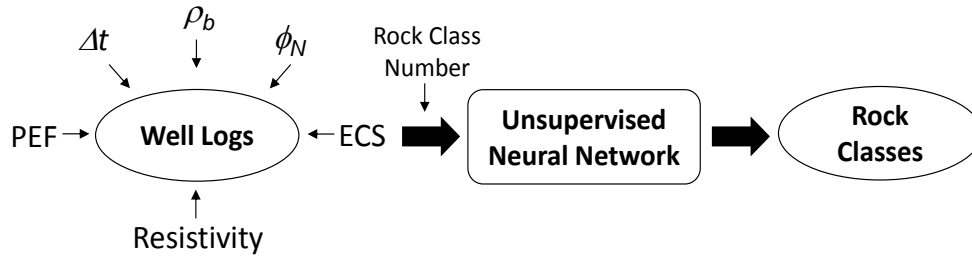 ρb
Δt
ϕN
Rock Class
Number
PEF
Well Logs
ECS
Unsupervised
Neural Network
Rock
Classes
Resistivity